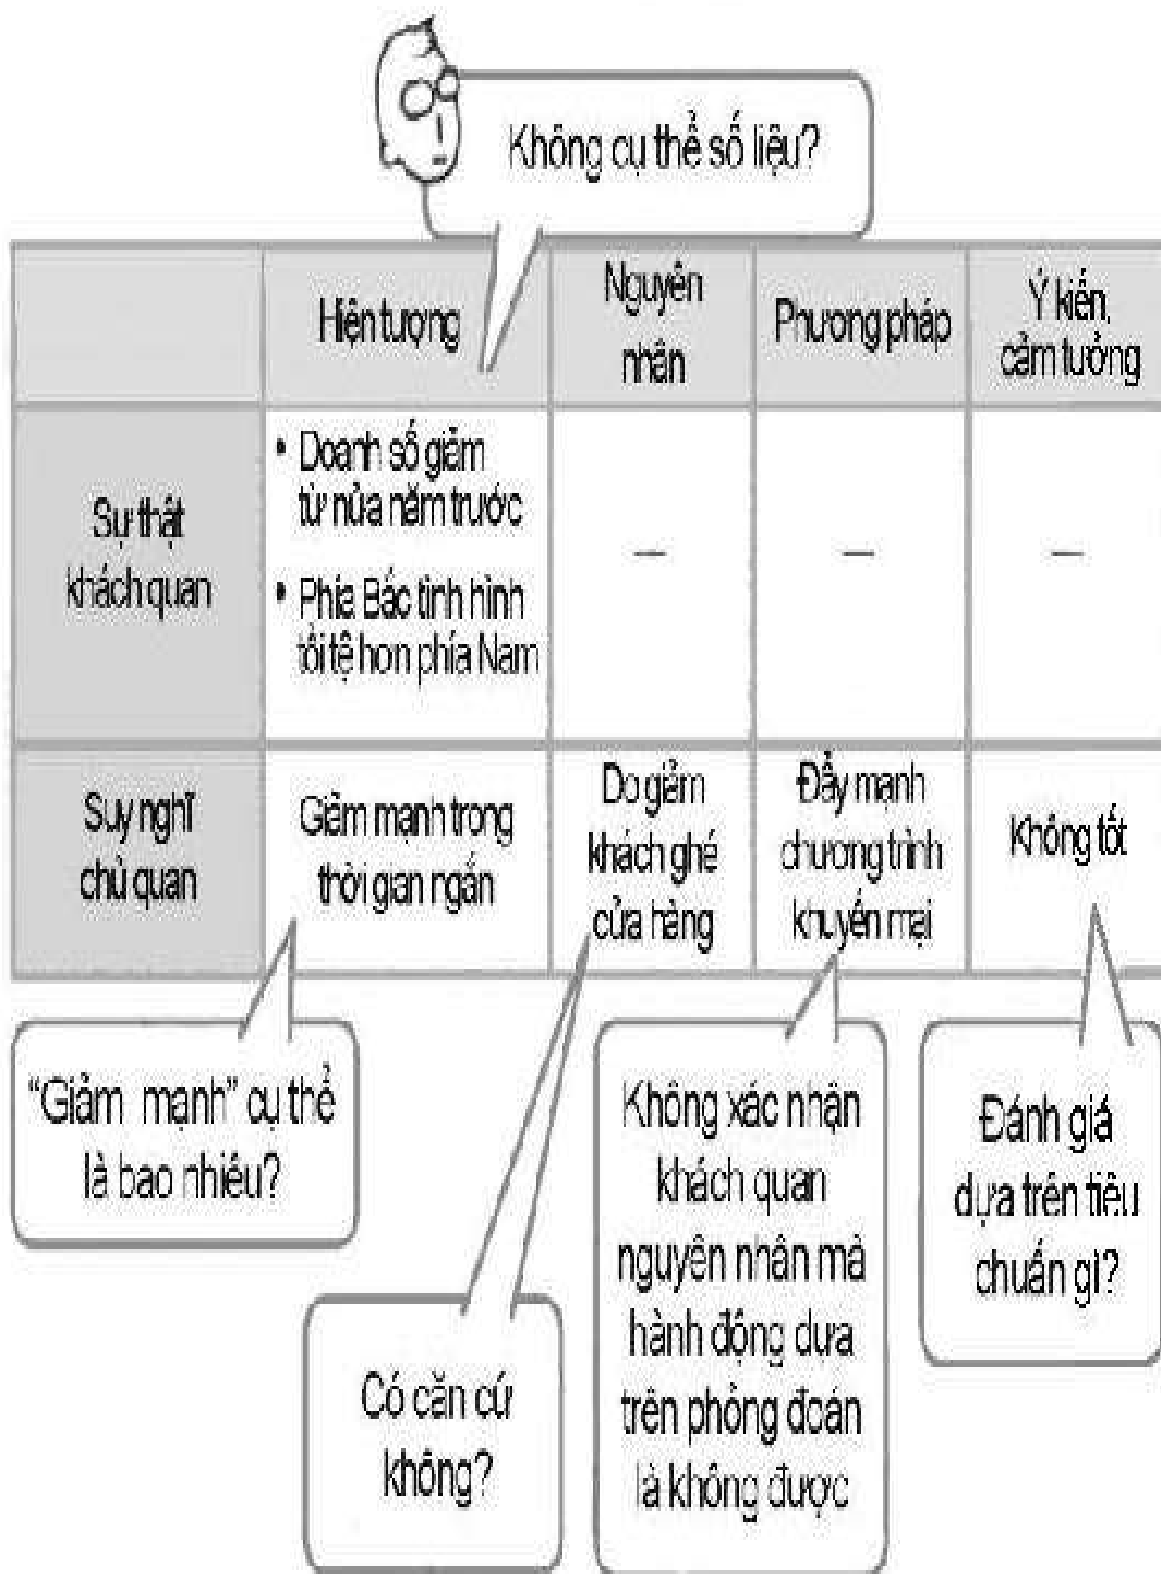 Không cụ thể số liệu?
Hiện tượng
Nguyên
nhân
Phương pháp
Ý kiến,
cảm tưởng
Sự thật
khách quan
• Doanh số giảm
từ nửa năm trước
• Phía Bắc tình hình
tồi tệ hơn phía Nam
—
—
—
Suy nghĩ
chủ quan
Giảm mạnh trong
thời gian ngắn
Do giảm
khách ghé
cửa hàng
Đẩy mạnh
chương trình
khuyến mại
Không tốt
“Giảm mạnh” cụ thể
là bao nhiêu?
Có căn cứ
không?
Không xác nhận
khách quan
nguyên nhân mà
hành động dựa
trên phỏng đoán
là không được
Đánh giá
dựa trên tiêu
chuẩn gì?